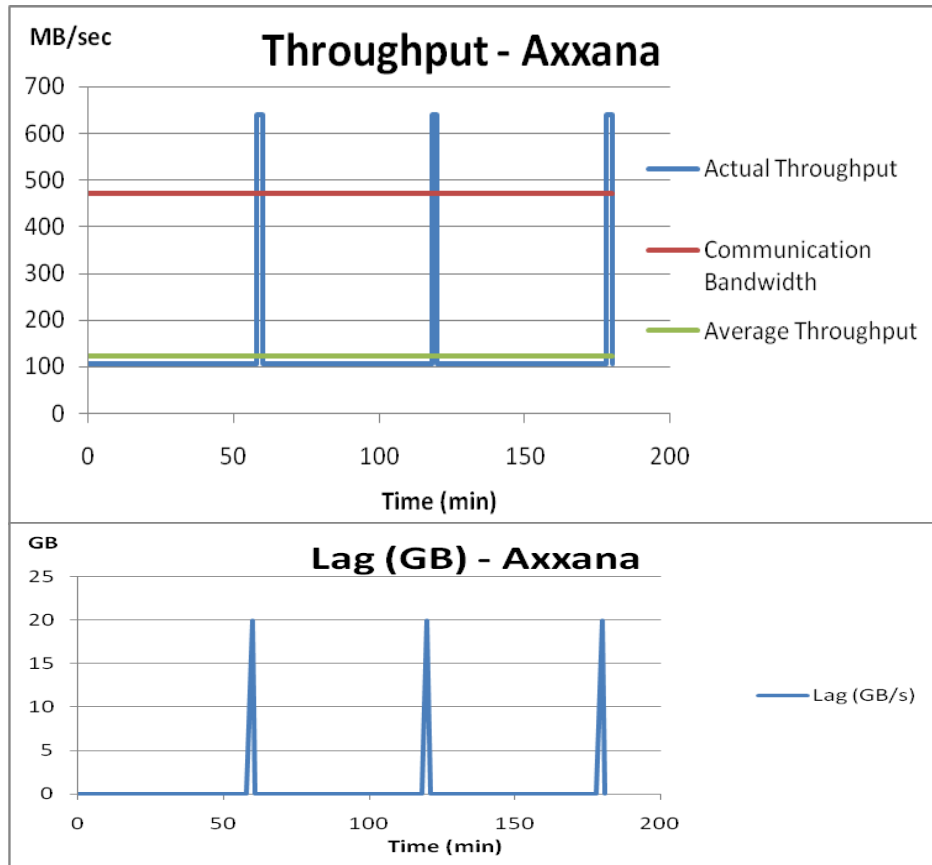 MB/sec
Throughput - Axxana
700
600
500
400
300
200
100
0
0 50 100 150 200
Time (min)
Actual Throughput
Communication
Bandwidth
Average Throughput
GB
Lag (GB) - Axxana
25
20
15
10
5
0
0 50 100 150 200
Time (min)
Lag (GB/s)